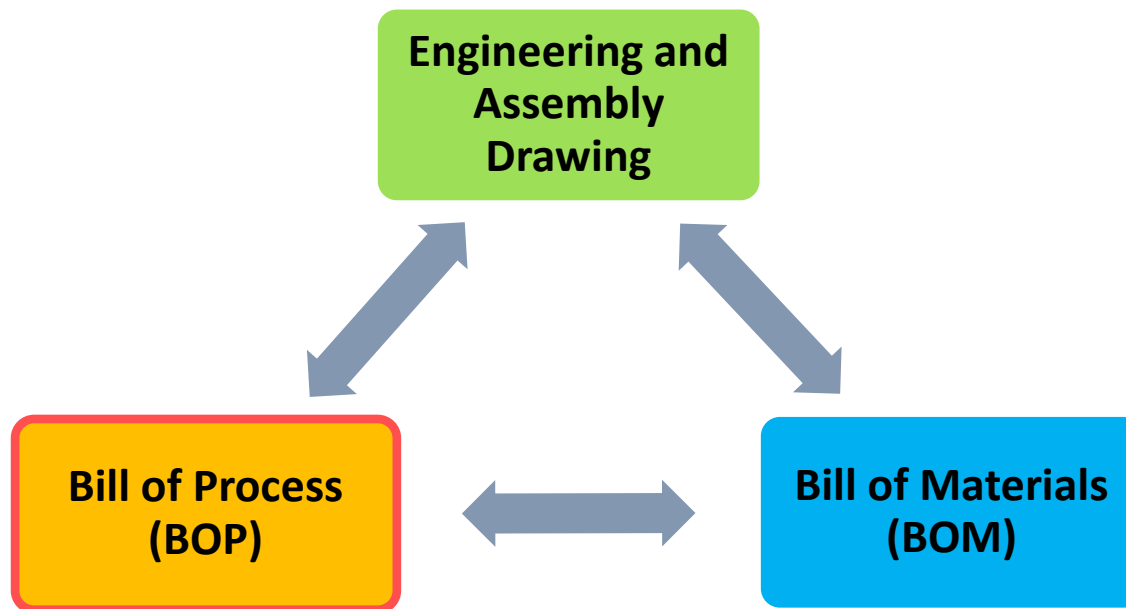 Engineering and
Assembly
Drawing
Bill of Process
(BOP)
Bill of Materials
(BOM)